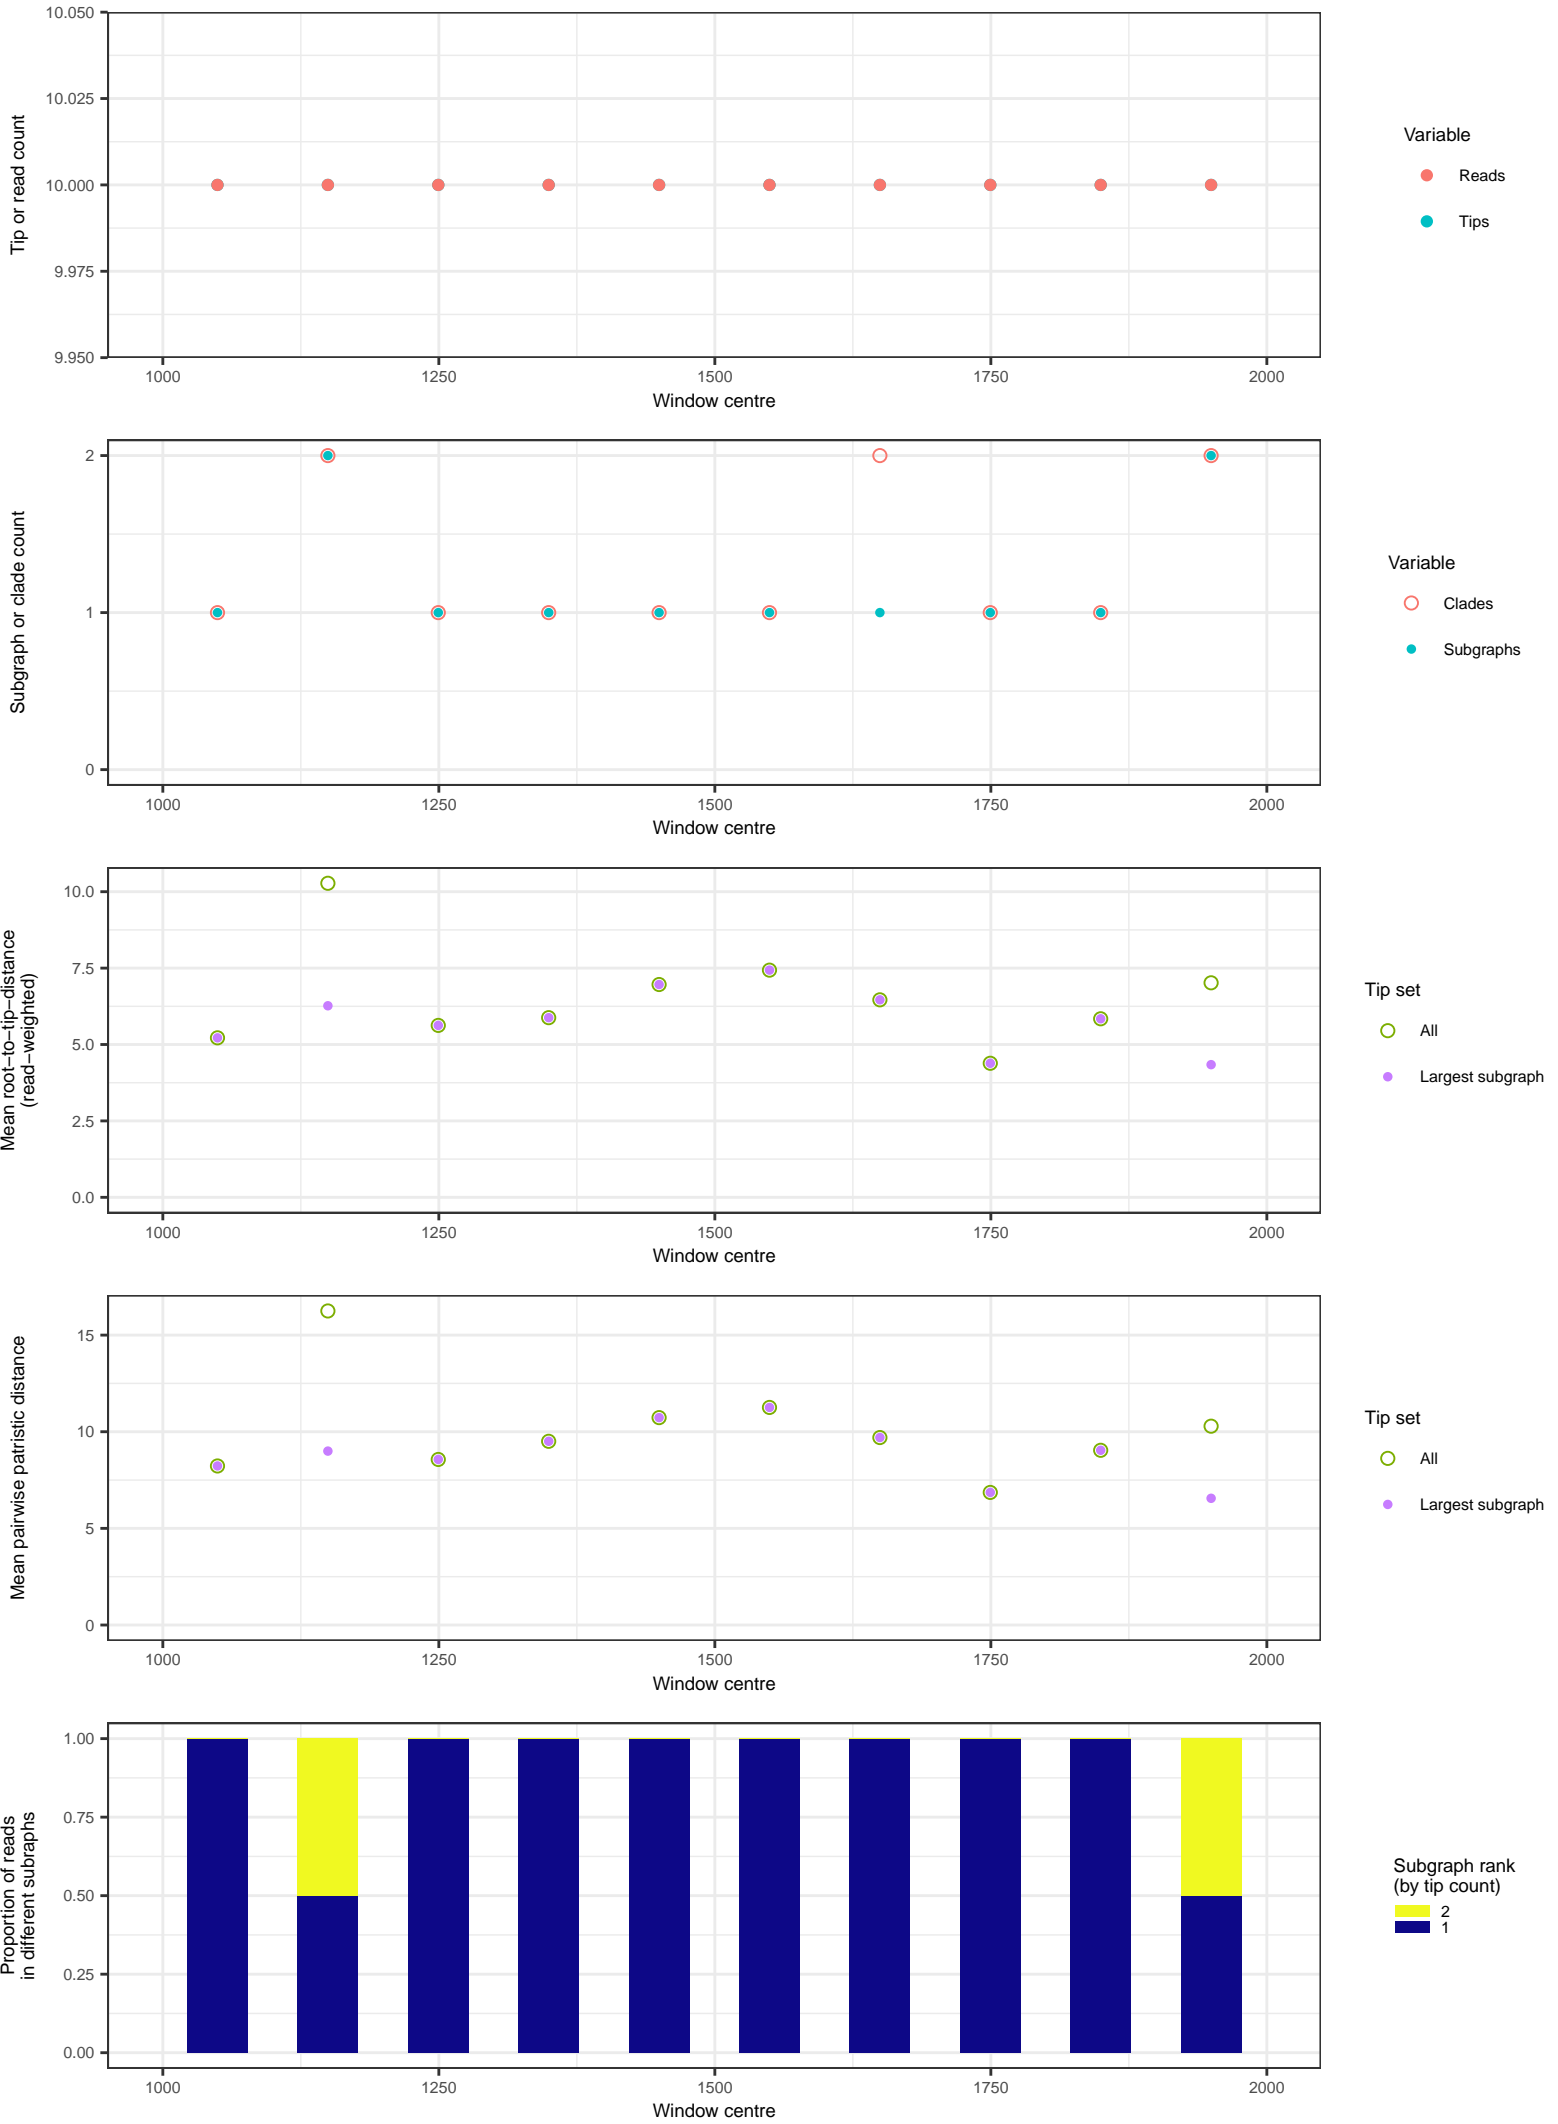 10.050
10.025
10.000
9.975
9.950
Tip or read count
1000 1250 1500 1750 2000
Window centre
Variable
Reads
Tips
2
1
0
Subgraph or clade count
1000 1250 1500 1750 2000
Window centre
Variable
Clades
Subgraphs
10.0
7.5
5.0
2.5
0.0
Mean root−to−tip−distance
(read−weighted)
1000 1250 1500 1750 2000
Window centre
Tip set
All
Largest subgraph
15
10
5
0
Mean pairwise patristic distance
1000 1250 1500 1750 2000
Window centre
Tip set
All
Largest subgraph
1.00
0.75
0.50
0.25
0.00
Proportion of reads
in different subraphs
1000 1250 1500 1750 2000
Window centre
Subgraph rank
(by tip count)
2
1